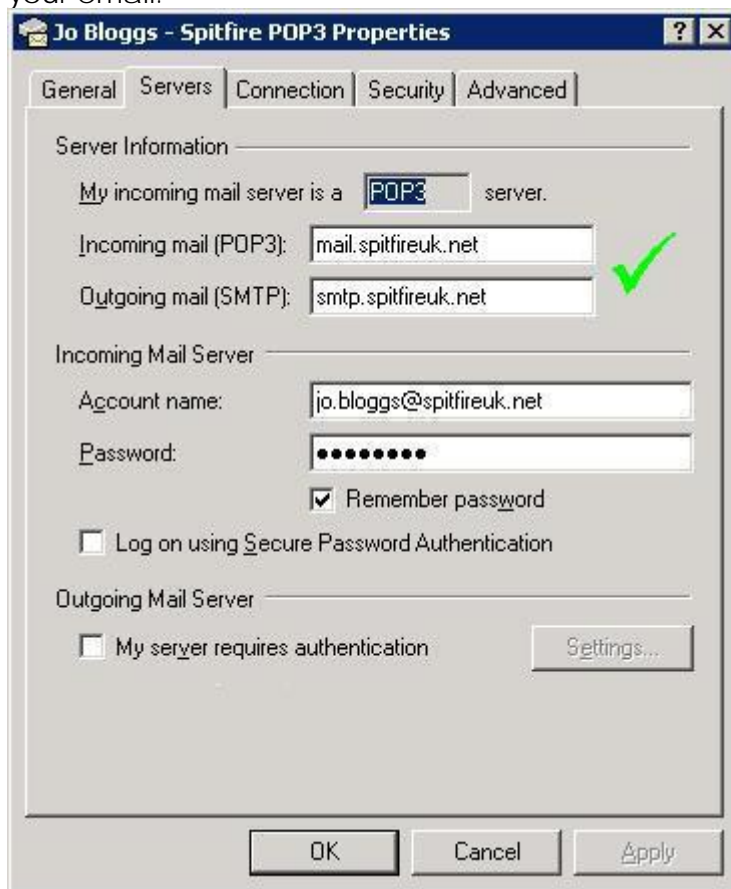 your email.
Jo Bloggs - Spitfire POP3 Properties
General Servers Connection Security Advanced
Server Information
My incoming mail server is a POP3 server.
Incoming mail (POP3): mail.spitfireuk.net
Outgoing mail (SMTP): smtp.spitfireuk.net
Incoming Mail Server
Account name: jo.bloggs@spitfireuk.net
Password: ●●●●●●●●
Remember password
Log on using Secure Password Authentication
Outgoing Mail Server
My server requires authentication Settings...
OK Cancel Apply